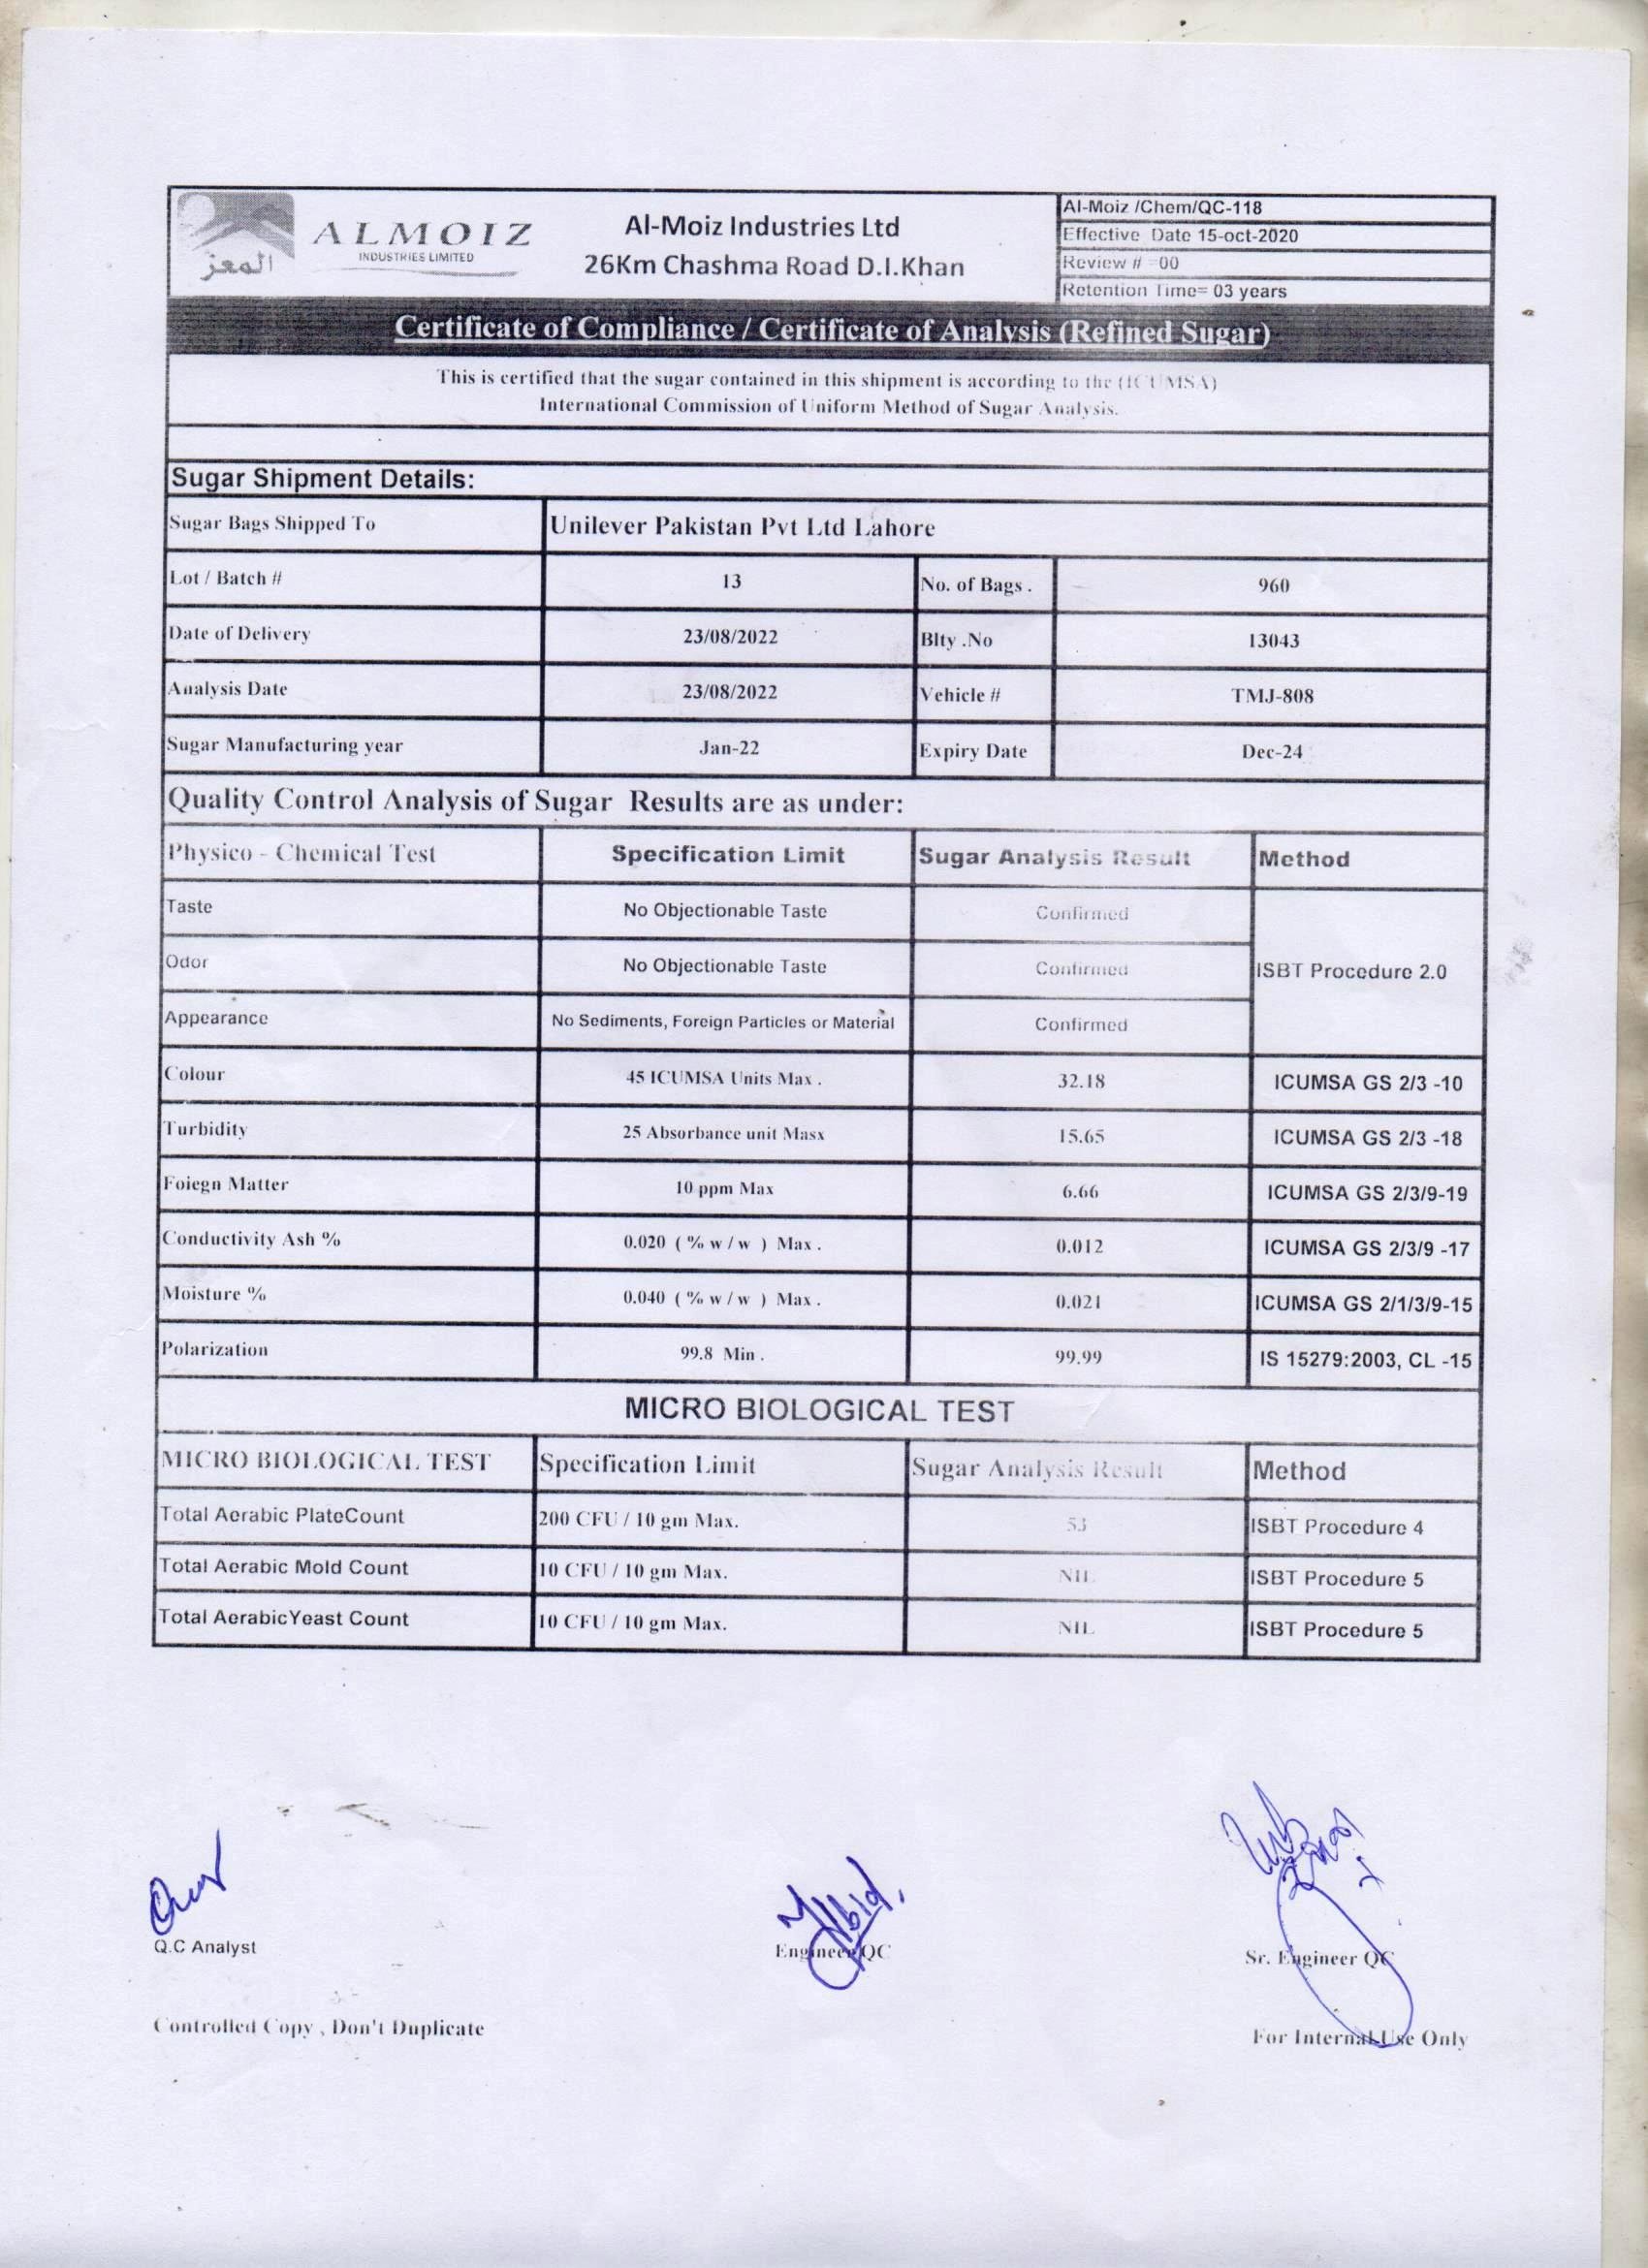 ALMOIZ
INDUSTRIES LIMITED
المعز
Al-Moiz Industries Ltd
26Km Chashma Road D.I.Khan
Al-Moiz /Chem/QC-118
Effective Date 15-oct-2020
Review # =00
Retention Time= 03 years
Certificate of Compliance / Certificate of Analysis (Refined Sugar)
This is certified that the sugar contained in this shipment is according to the (ICUMSA)
International Commission of Uniform Method of Sugar Analysis.
Sugar Shipment Details:
Sugar Bags Shipped To Unilever Pakistan Pvt Ltd Lahore
Lot / Batch # 13 No. of Bags . 960
Date of Delivery 23/08/2022 Blty .No 13043
Analysis Date 23/08/2022 Vehicle # TMJ-808
Sugar Manufacturing year Jan-22 Expiry Date Dec-24
Quality Control Analysis of Sugar Results are as under:
Physico - Chemical Test Specification Limit Sugar Analysis Result Method
Taste No Objectionable Taste Confirmed
Odor No Objectionable Taste Confirmed ISBT Procedure 2.0
Appearance No Sediments, Foreign Particles or Material Confirmed
Colour 45 ICUMSA Units Max . 32.18 ICUMSA GS 2/3 -10
Turbidity 25 Absorbance unit Masx 15.65 ICUMSA GS 2/3 -18
Foiegn Matter 10 ppm Max 6.66 ICUMSA GS 2/3/9-19
Conductivity Ash % 0.020 ( % w / w ) Max . 0.012 ICUMSA GS 2/3/9 -17
Moisture % 0.040 ( % w / w ) Max . 0.021 ICUMSA GS 2/1/3/9-15
Polarization 99.8 Min . 99.99 IS 15279:2003, CL -15
MICRO BIOLOGICAL TEST
MICRO BIOLOGICAL TEST Specification Limit Sugar Analysis Result Method
Total Aerabic PlateCount 200 CFU / 10 gm Max. 53 ISBT Procedure 4
Total Aerabic Mold Count 10 CFU / 10 gm Max. NIL ISBT Procedure 5
Total AerabicYeast Count 10 CFU / 10 gm Max. NIL ISBT Procedure 5
Q.C Analyst Engineer QC Sr. Engineer QC
Controlled Copy , Don't Duplicate For Internal Use Only